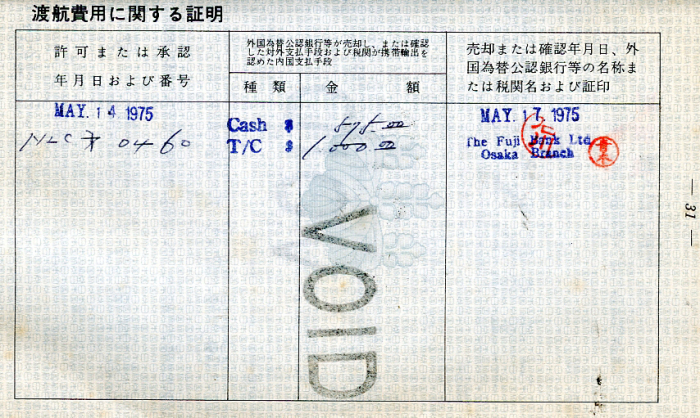 渡航費用に関する証明
許可または承認
年月日および番号
外国為替公認銀行等が売却し、または確認
した対外支払手段および税関が携帯輸出を
認めた内国支払手段
種類
金額
売却または確認年月日、外
国為替公認銀行等の名称ま
たは税関名および証印
MAY. 14 1975
0460
Cash $ 575.00
T/C $ 1,000.00
MAY. 17 1975
The Fuji Bank Ltd.
Osaka Branch
VOID
— 31 —